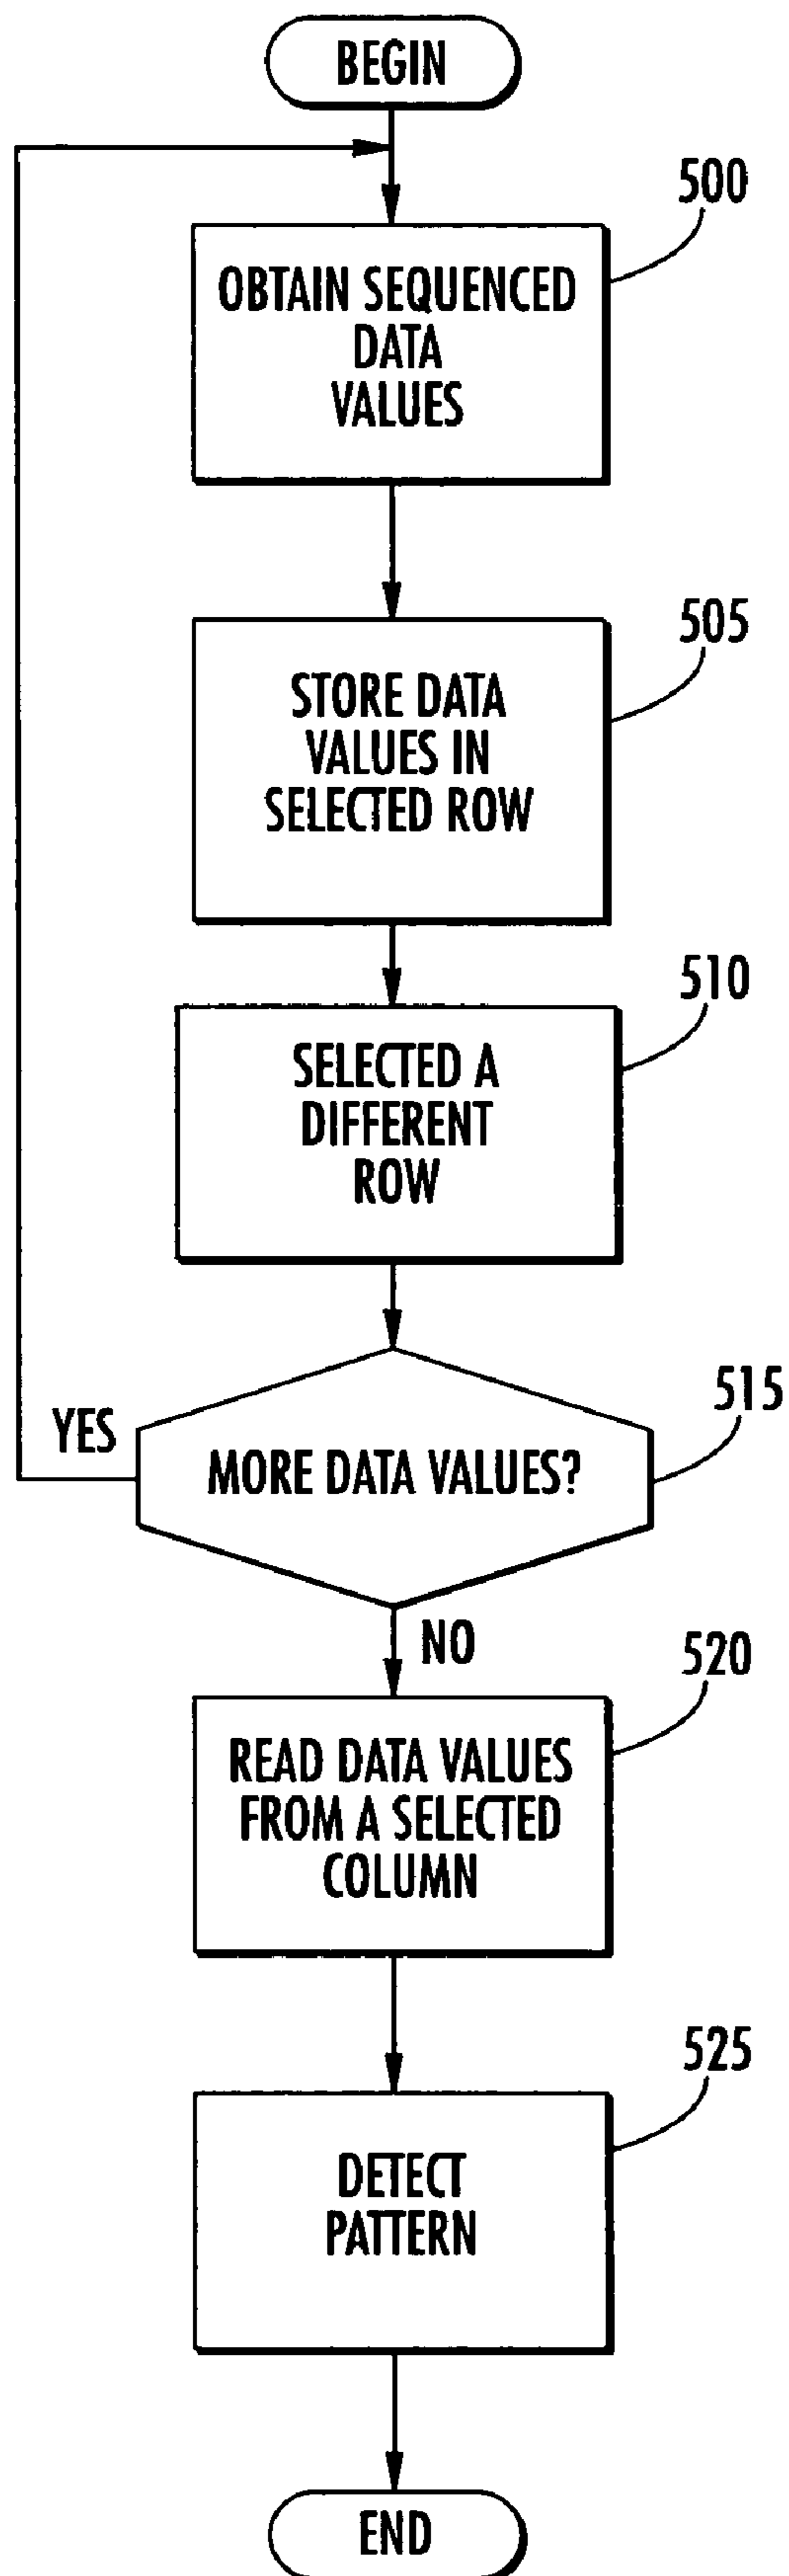 BEGIN
500
OBTAIN SEQUENCED
DATA
VALUES
505
STORE DATA
VALUES IN
SELECTED ROW
510
SELECTED A
DIFFERENT
ROW
515
YES
MORE DATA VALUES?
NO
520
READ DATA VALUES
FROM A SELECTED
COLUMN
525
DETECT
PATTERN
END